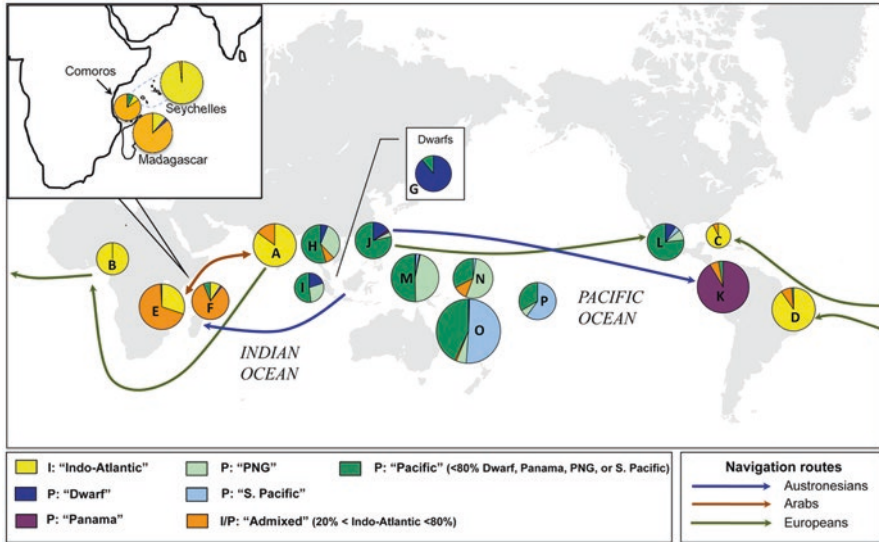 Comoros
Seychelles
Madagascar
Dwarfs
G
A
H
J
L
C
B
I
M
N
E
F
P
K
O
D
PACIFIC
OCEAN
INDIAN
OCEAN
I: “Indo-Atlantic”
P: “PNG”
P: “Pacific” (<80% Dwarf, Panama, PNG, or S. Pacific)
P: “Dwarf”
P: “S. Pacific”
P: “Panama”
I/P: “Admixed” (20% < Indo-Atlantic <80%)
Navigation routes
Austronesians
Arabs
Europeans